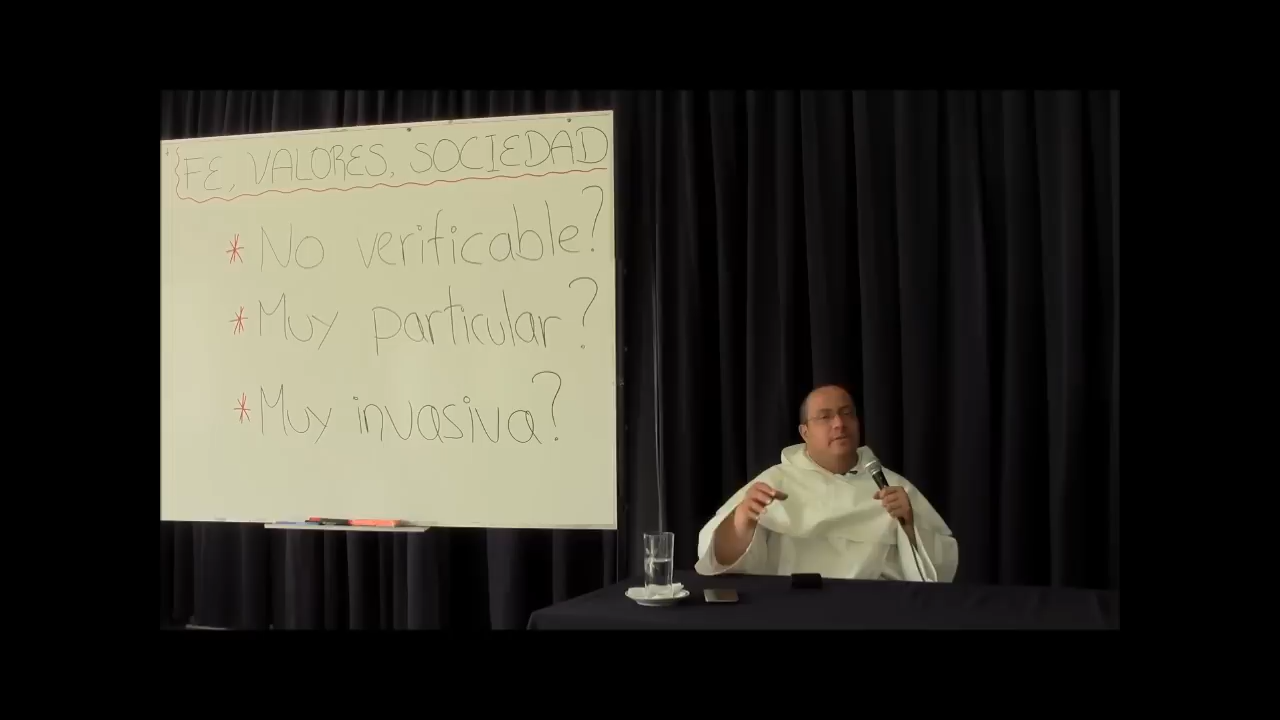 FE, VALORES, SOCIEDAD
* No verificable?
* Muy particular?
* Muy invasiva?